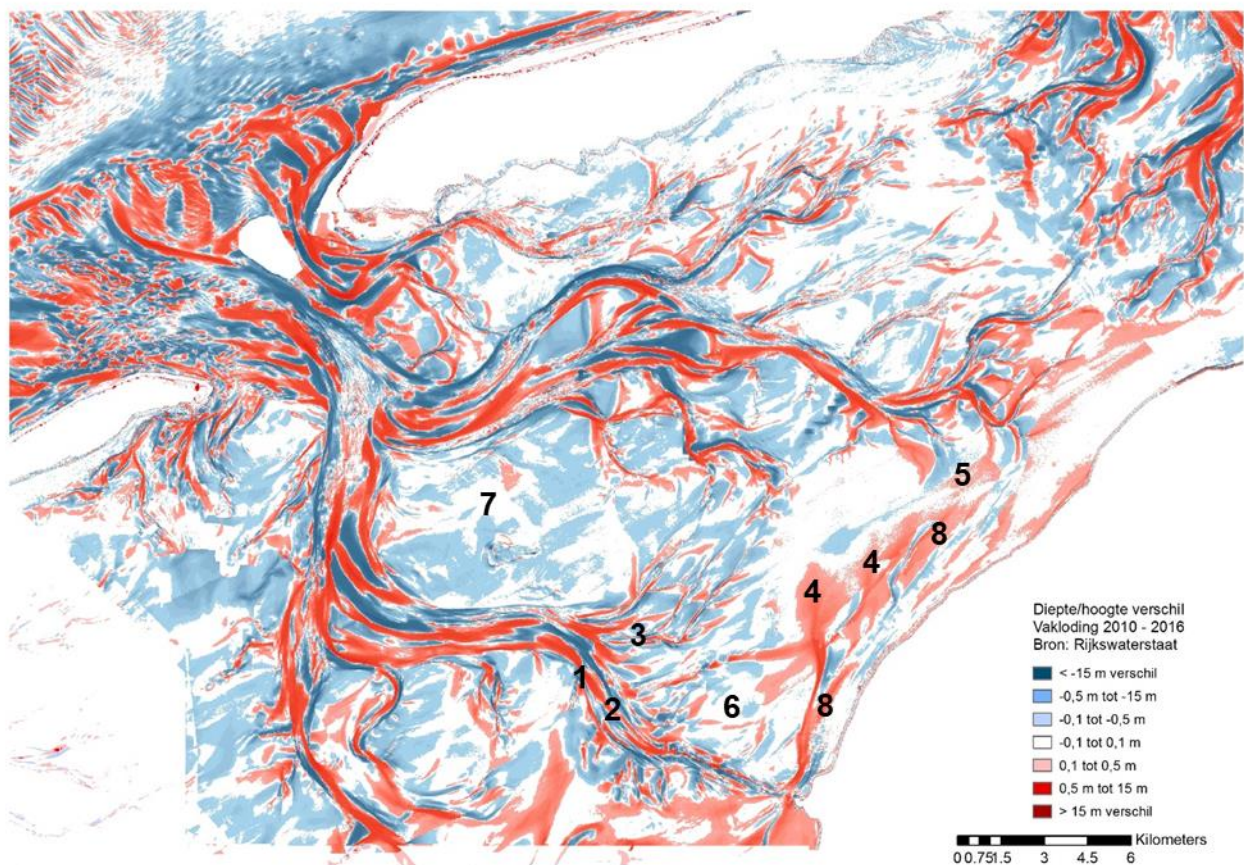 5
7
8
4
4
3
1
6
8
2
Diepte/hoogte verschil
Vakloding 2010 - 2016
Bron: Rijkswaterstaat
< -15 m verschil
-0,5 m tot -15 m
-0,1 tot -0,5 m
-0,1 tot 0,1 m
0,1 tot 0,5 m
0,5 m tot 15 m
> 15 m verschil
Kilometers
0 0.75 1.5 3 4.5 6